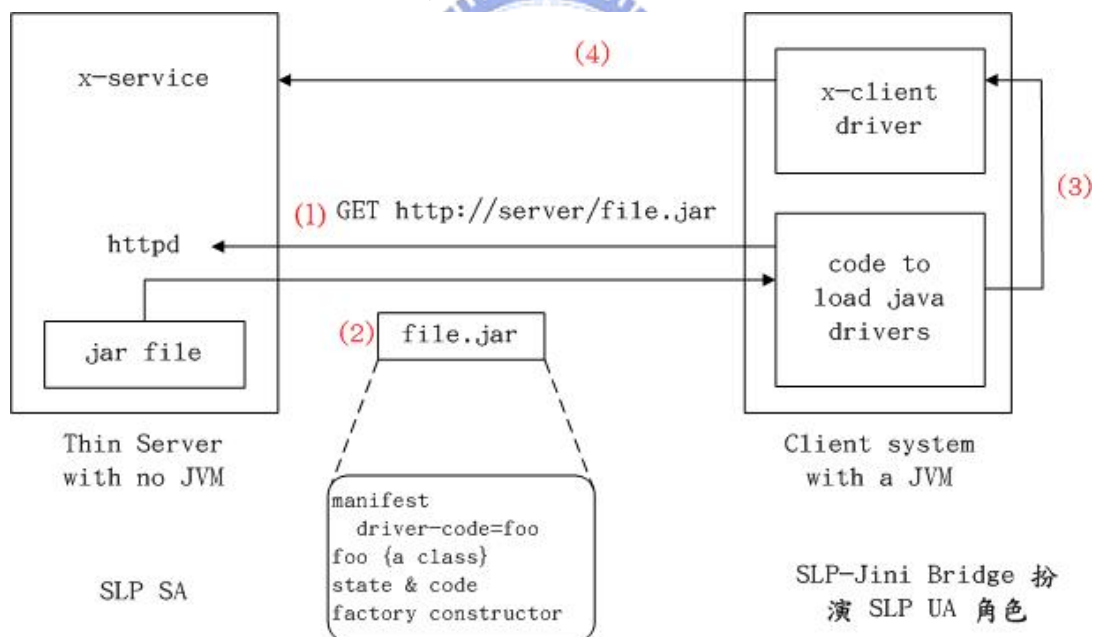 x-service
(4)
x-client
driver
(3)
(1) GET http://server/file.jar
httpd
code to
load java
drivers
(2)
file.jar
jar file
Thin Server
with no JVM
Client system
with a JVM
manifest
driver-code=foo
foo {a class}
state & code
factory constructor
SLP SA
SLP-Jini Bridge 扮
演 SLP UA 角色